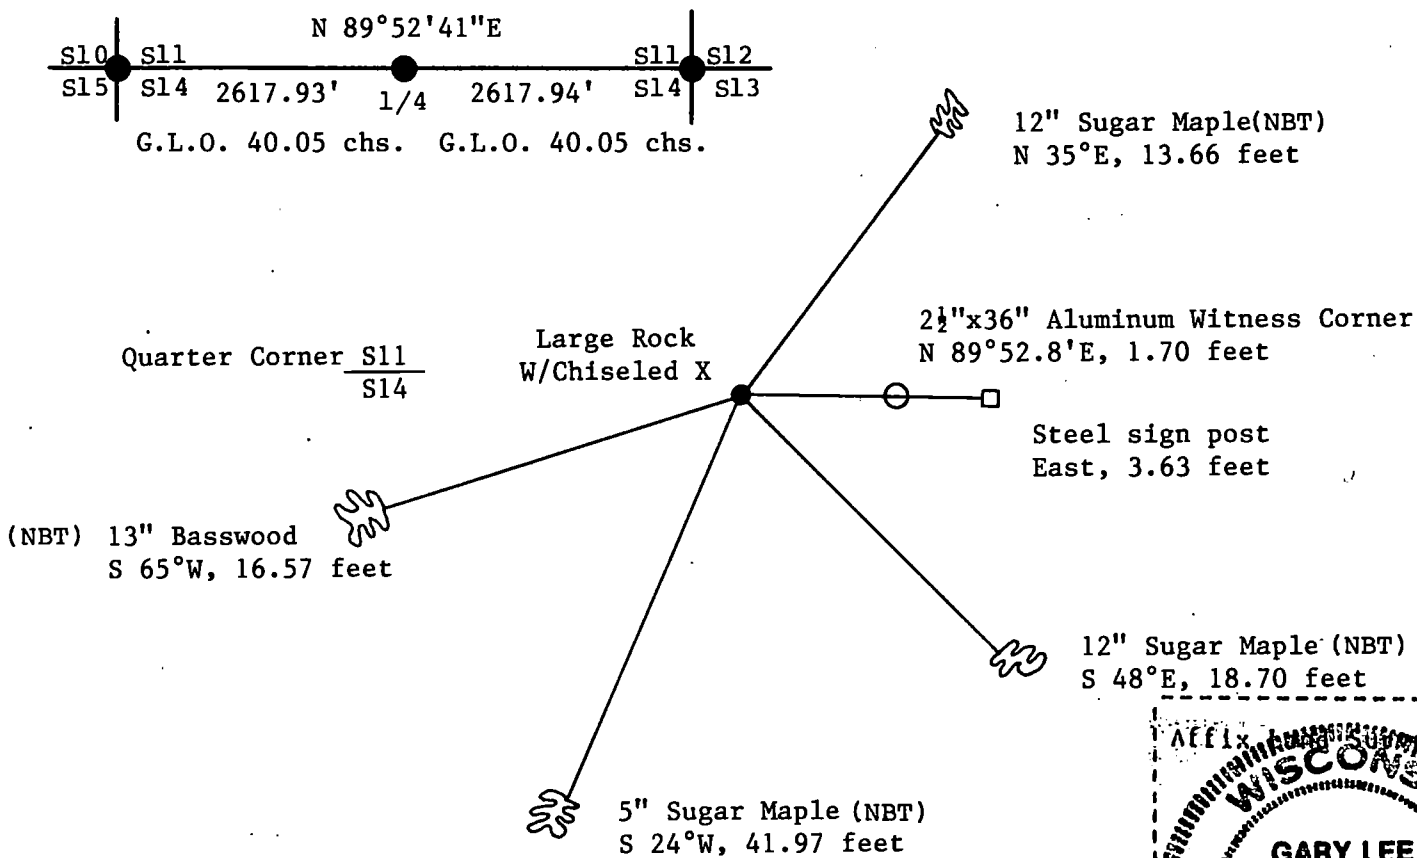 N 89°52'41"E
S10 S11 S11 S12
S15 S14 2617.93' 1/4 2617.94' S14 S13
G.L.O. 40.05 chs. G.L.O. 40.05 chs.
12" Sugar Maple(NBT)
N 35°E, 13.66 feet
2½"x36" Aluminum Witness Corner
N 89°52.8'E, 1.70 feet
Large Rock
W/Chiseled X
Quarter Corner S11
S14
Steel sign post
East, 3.63 feet
(NBT) 13" Basswood
S 65°W, 16.57 feet
12" Sugar Maple (NBT)
S 48°E, 18.70 feet
5" Sugar Maple (NBT)
S 24°W, 41.97 feet
Affix
WISCONS
GARY LEE